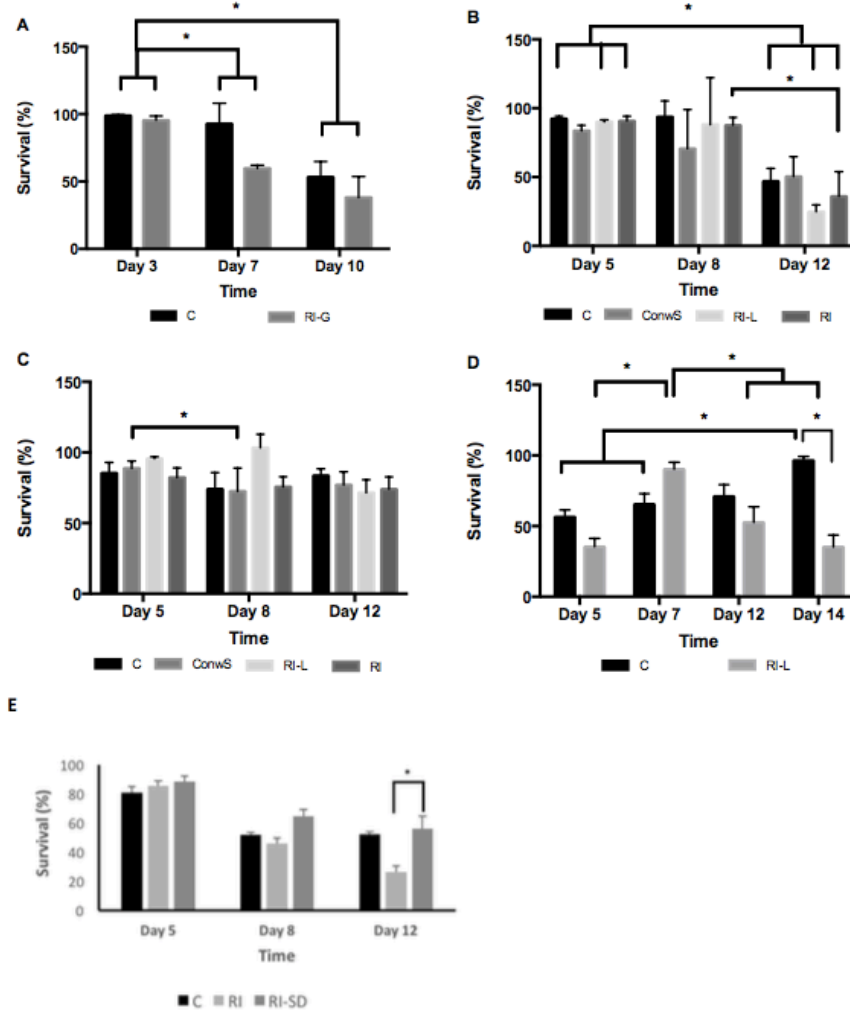 A
*
*
150
100
50
0
Survival (%)
Day 3 Day 7 Day 10
Time
C RI-G
B
*
*
150
100
50
0
Survival (%)
Day 5 Day 8 Day 12
Time
C ConwS RI-L RI
C
*
150
100
50
0
Survival (%)
Day 5 Day 8 Day 12
Time
C ConwS RI-L RI
D
* *
* *
150
100
50
0
Survival (%)
Day 5 Day 7 Day 12 Day 14
Time
C RI-L
E
*
100
80
60
40
20
0
Survival (%)
Day 5 Day 8 Day 12
Time
C RI RI-SD